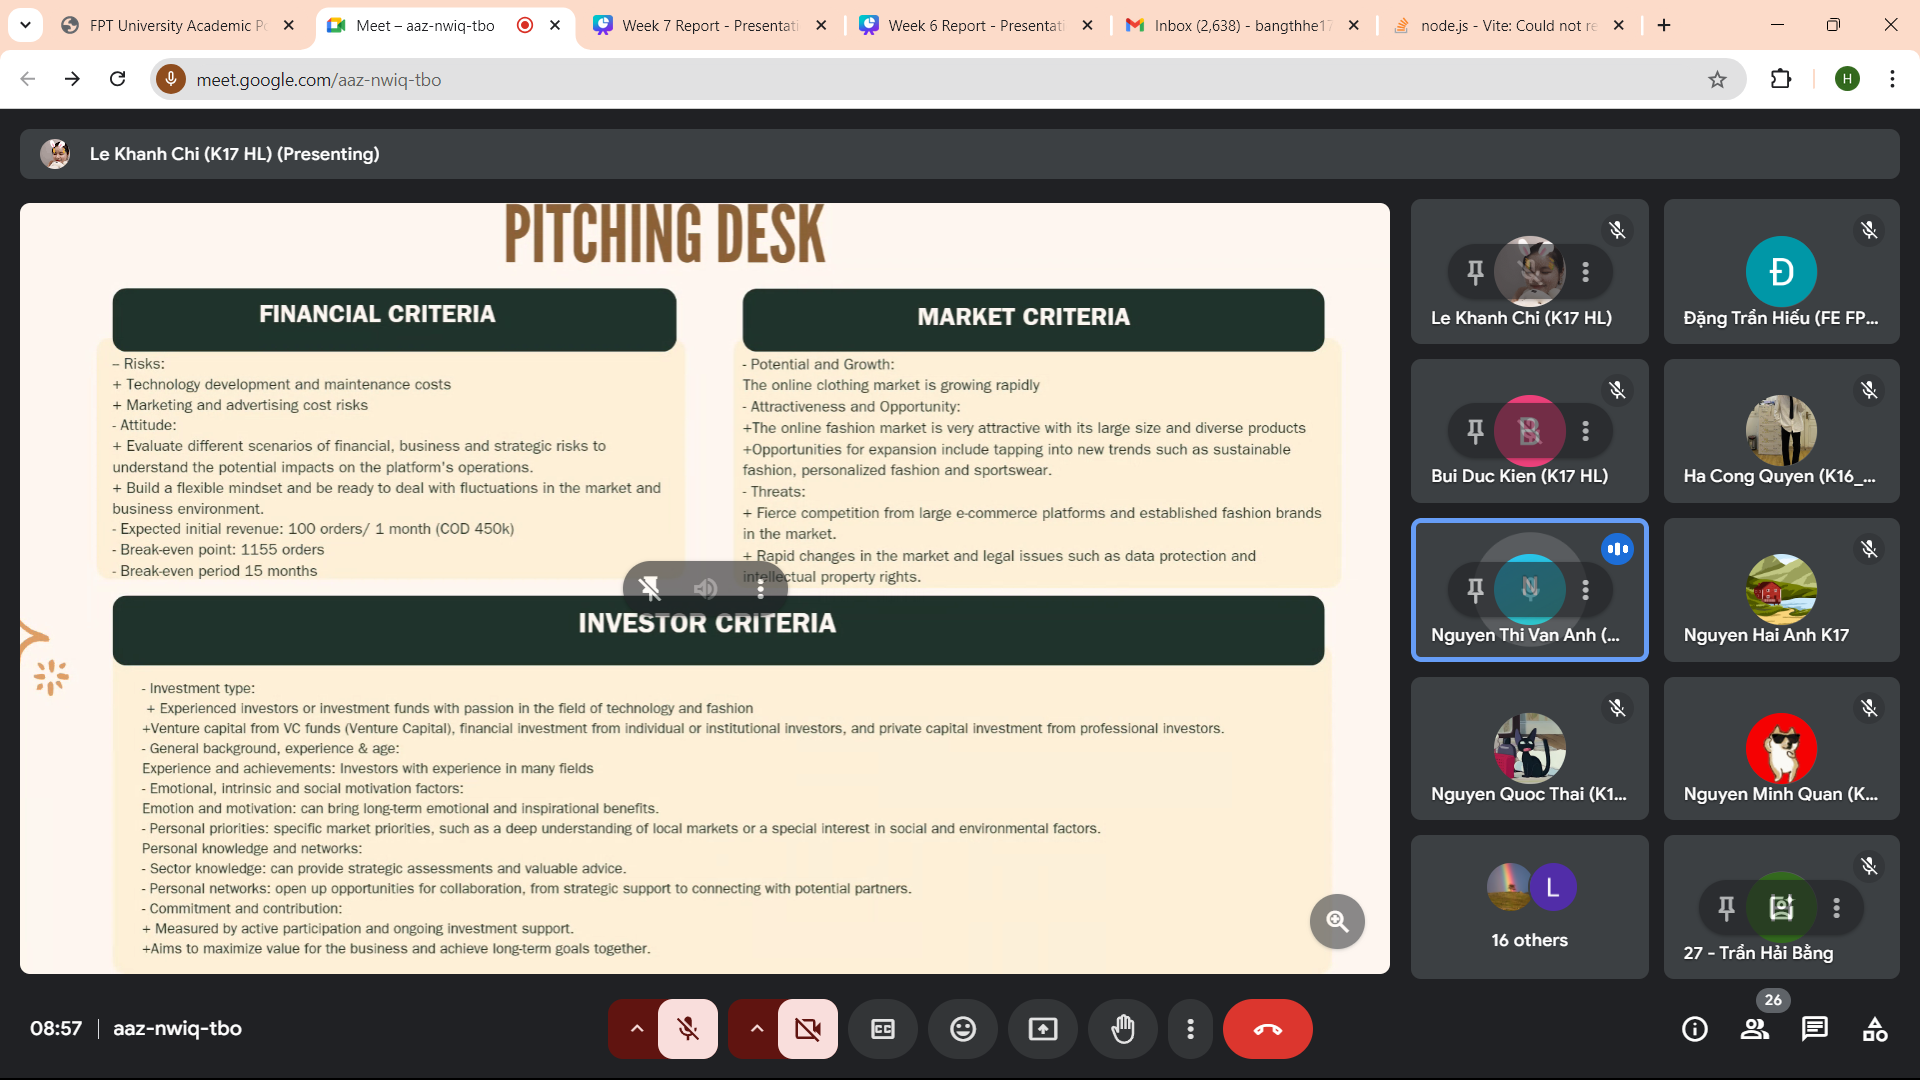 FPT University Academic Po
Meet – aaz-nwiq-tbo
Week 7 Report - Presentati
Week 6 Report - Presentati
Inbox (2,638) - bangthhe17
node.js - Vite: Could not re
meet.google.com/aaz-nwiq-tbo
H
Le Khanh Chi (K17 HL) (Presenting)
PITCHING DESK
FINANCIAL CRITERIA
– Risks:
+ Technology development and maintenance costs
+ Marketing and advertising cost risks
- Attitude:
+ Evaluate different scenarios of financial, business and strategic risks to
understand the potential impacts on the platform's operations.
+ Build a flexible mindset and be ready to deal with fluctuations in the market and
business environment.
- Expected initial revenue: 100 orders/ 1 month (COD 450k)
- Break-even point: 1155 orders
- Break-even period 15 months
MARKET CRITERIA
- Potential and Growth:
The online clothing market is growing rapidly
- Attractiveness and Opportunity:
+The online fashion market is very attractive with its large size and diverse products
+Opportunities for expansion include tapping into new trends such as sustainable
fashion, personalized fashion and sportswear.
- Threats:
+ Fierce competition from large e-commerce platforms and established fashion brands
in the market.
+ Rapid changes in the market and legal issues such as data protection and
intellectual property rights.
INVESTOR CRITERIA
- Investment type:
+ Experienced investors or investment funds with passion in the field of technology and fashion
+Venture capital from VC funds (Venture Capital), financial investment from individual or institutional investors, and private capital investment from professional investors.
- General background, experience & age:
Experience and achievements: Investors with experience in many fields
- Emotional, intrinsic and social motivation factors:
Emotion and motivation: can bring long-term emotional and inspirational benefits.
- Personal priorities: specific market priorities, such as a deep understanding of local markets or a special interest in social and environmental factors.
Personal knowledge and networks:
- Sector knowledge: can provide strategic assessments and valuable advice.
- Personal networks: open up opportunities for collaboration, from strategic support to connecting with potential partners.
- Commitment and contribution:
+ Measured by active participation and ongoing investment support.
+Aims to maximize value for the business and achieve long-term goals together.
Le Khanh Chi (K17 HL)
Đ
Đặng Trần Hiếu (FE FP...
B
Bui Duc Kien (K17 HL)
Ha Cong Quyen (K16_...
Nguyen Thi Van Anh (...
Nguyen Hai Anh K17
Nguyen Quoc Thai (K1...
Nguyen Minh Quan (K...
L
16 others
27 - Trần Hải Bằng
08:57
aaz-nwiq-tbo
CC
26